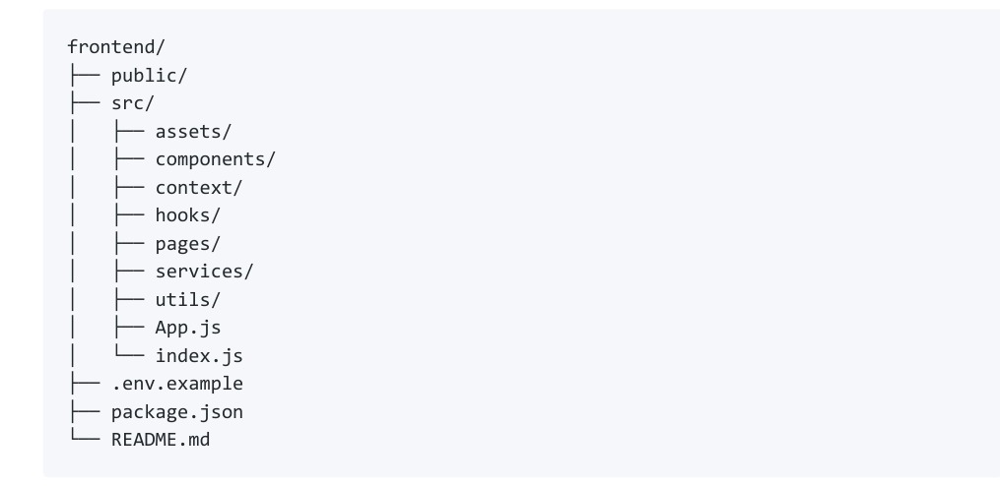 frontend/
├── public/
├── src/
│   ├── assets/
│   ├── components/
│   ├── context/
│   ├── hooks/
│   ├── pages/
│   ├── services/
│   ├── utils/
│   ├── App.js
│   └── index.js
├── .env.example
├── package.json
└── README.md